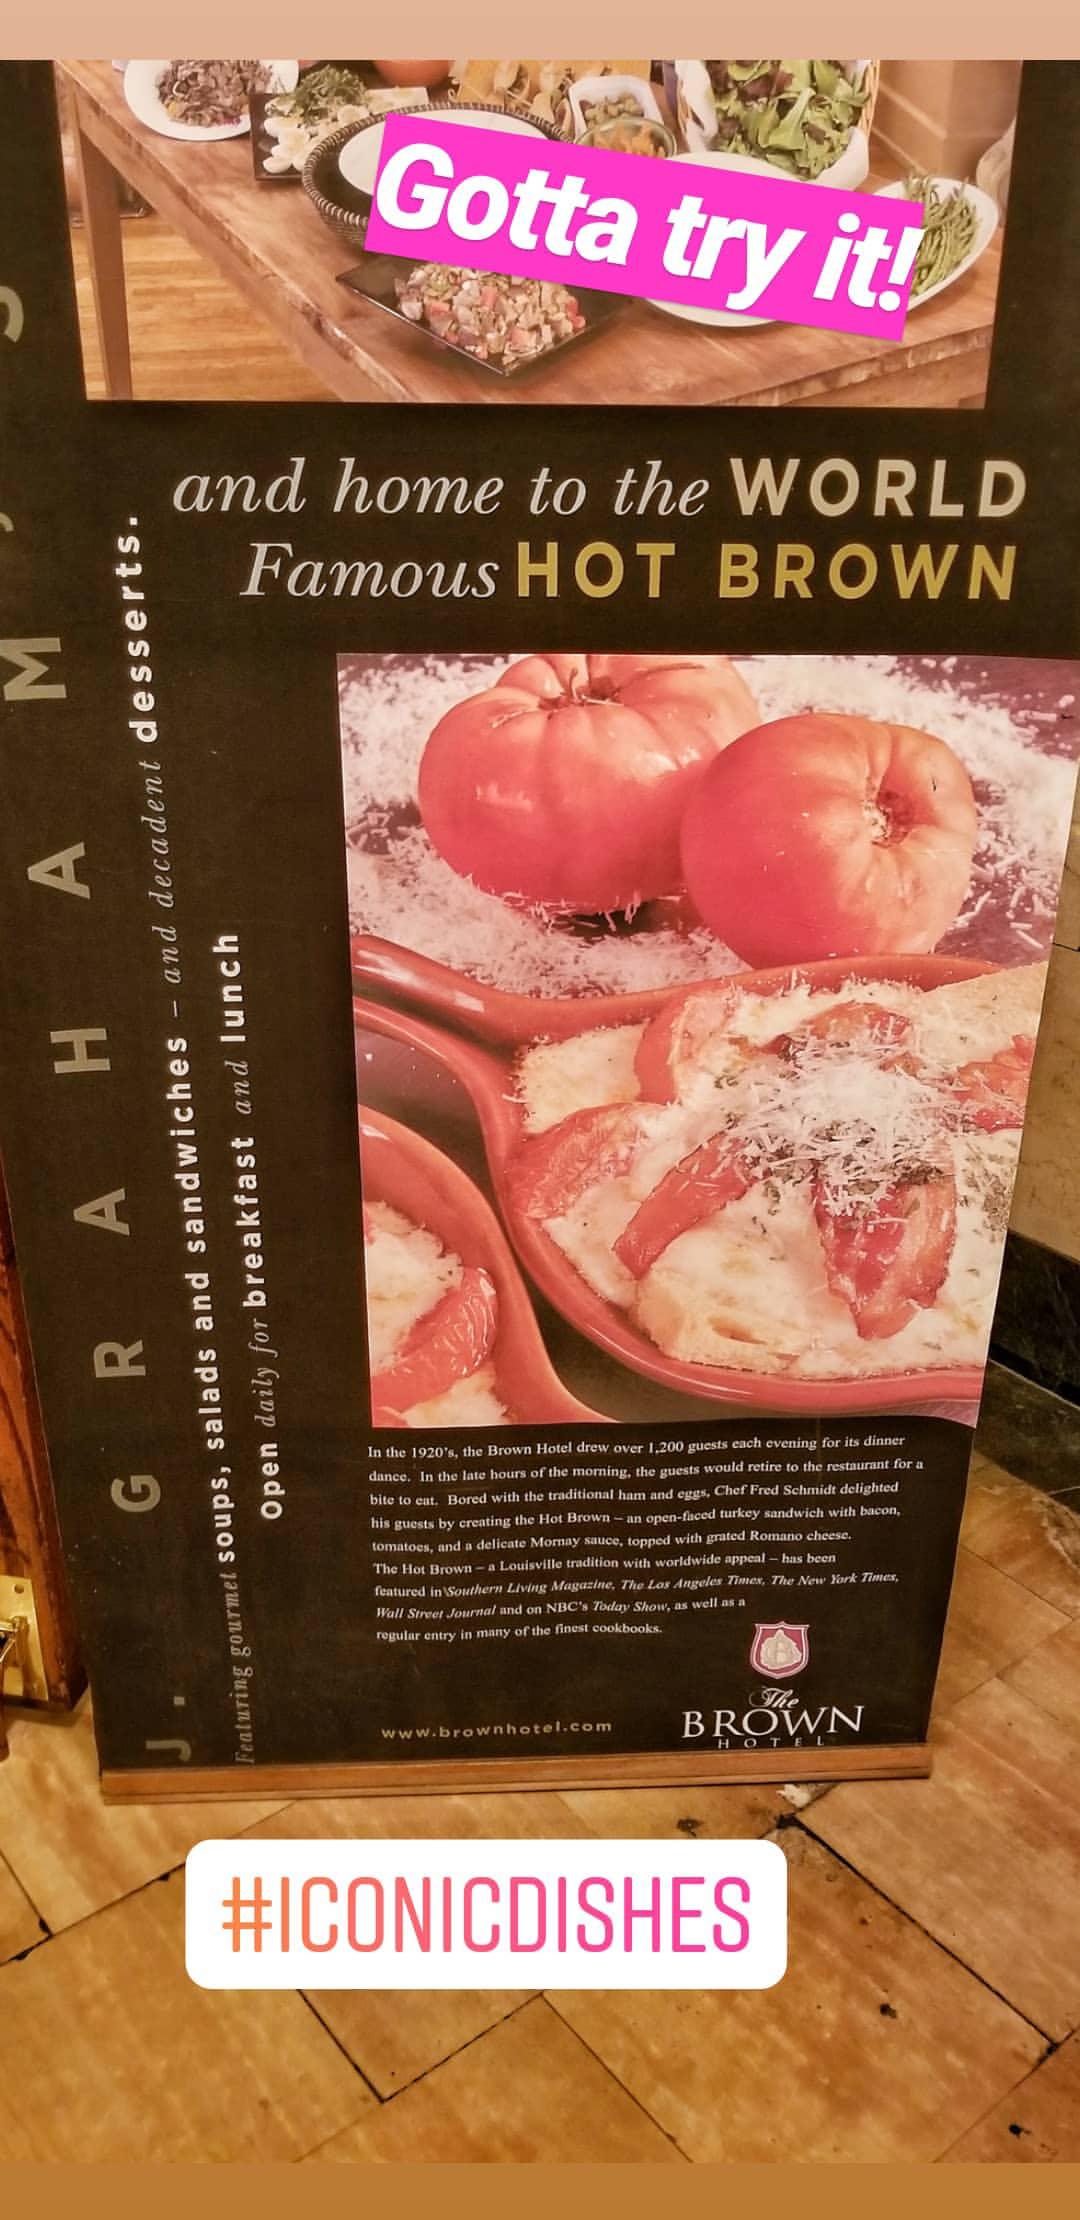 Gotta try it!
and home to the WORLD
Famous HOT BROWN
J. GRAHAM'S
Featuring gourmet soups, salads and sandwiches – and decadent desserts.
Open daily for breakfast and lunch
In the 1920's, the Brown Hotel drew over 1,200 guests each evening for its dinner
dance. In the late hours of the morning, the guests would retire to the restaurant for a
bite to eat. Bored with the traditional ham and eggs, Chef Fred Schmidt delighted
his guests by creating the Hot Brown – an open-faced turkey sandwich with bacon,
tomatoes, and a delicate Mornay sauce, topped with grated Romano cheese.
The Hot Brown – a Louisville tradition with worldwide appeal – has been
featured in Southern Living Magazine, The Los Angeles Times, The New York Times,
Wall Street Journal and on NBC's Today Show, as well as a
regular entry in many of the finest cookbooks.
www.brownhotel.com
The
BROWN
HOTEL
#ICONICDISHES